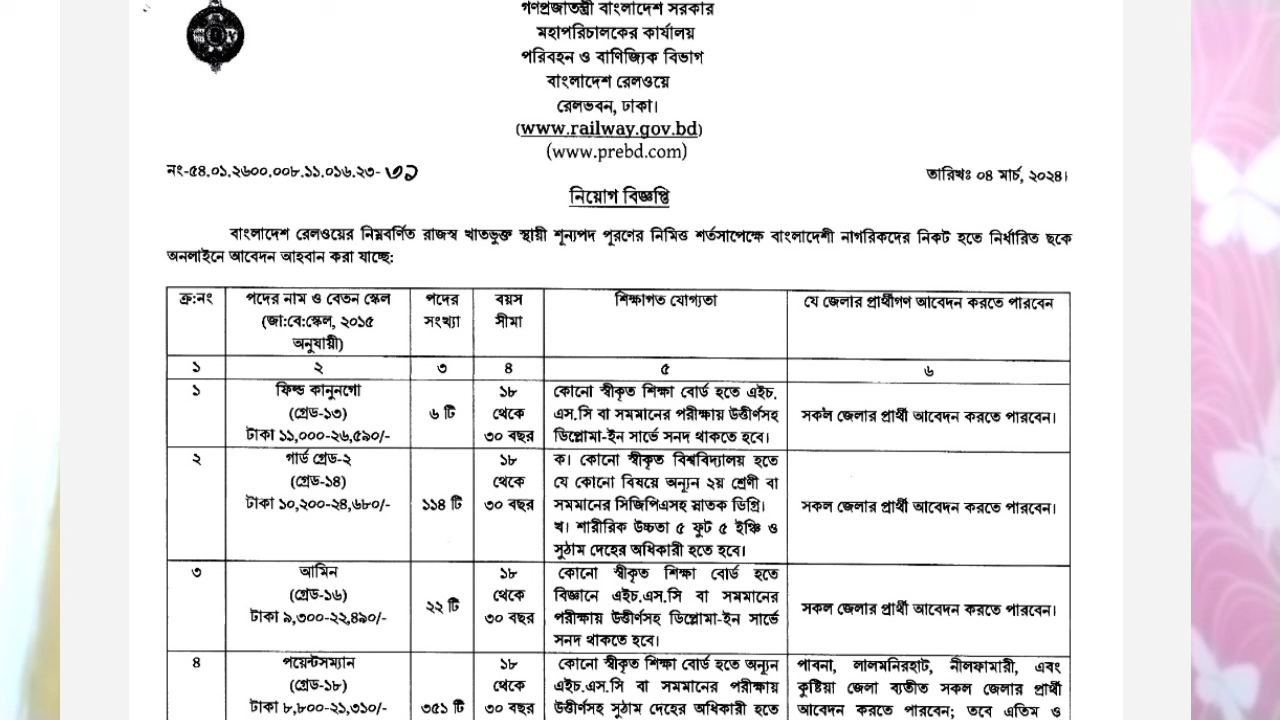 গণপ্রজাতন্ত্রী বাংলাদেশ সরকার
মহাপরিচালকের কার্যালয়
পরিবহন ও বাণিজ্যিক বিভাগ
বাংলাদেশ রেলওয়ে
রেলভবন, ঢাকা।
(www.railway.gov.bd)
(www.prebd.com)
নং-৫৪.০১.২৬০০.০০৮.১১.০১৬.২৩- ৩১
তারিখঃ ০৪ মার্চ, ২০২৪।
নিয়োগ বিজ্ঞপ্তি
বাংলাদেশ রেলওয়ের নিম্নবর্ণিত রাজস্ব খাতভুক্ত স্থায়ী শূন্যপদ পূরণের নিমিত্ত শর্তসাপেক্ষে বাংলাদেশী নাগরিকদের নিকট হতে নির্ধারিত ছকে
অনলাইনে আবেদন আহবান করা যাচ্ছে:
ক্র:নং
পদের নাম ও বেতন স্কেল
(জা:বে:স্কেল, ২০১৫
অনুযায়ী)
পদের
সংখ্যা
বয়স
সীমা
শিক্ষাগত যোগ্যতা
যে জেলার প্রার্থীগণ আবেদন করতে পারবেন
১
২
৩
৪
৫
৬
১
ফিল্ড কানুনগো
(গ্রেড-১৩)
টাকা ১১,০০০-২৬,৫৯০/-
৬ টি
১৮
থেকে
৩০ বছর
কোনো স্বীকৃত শিক্ষা বোর্ড হতে এইচ.
এস.সি বা সমমানের পরীক্ষায় উত্তীর্ণসহ
ডিপ্লোমা-ইন সার্ভে সনদ থাকতে হবে।
সকল জেলার প্রার্থী আবেদন করতে পারবেন।
২
গার্ড গ্রেড-২
(গ্রেড-১৪)
টাকা ১০,২০০-২৪,৬৮০/-
১১৪ টি
১৮
থেকে
৩০ বছর
ক। কোনো স্বীকৃত বিশ্ববিদ্যালয় হতে
যে কোনো বিষয়ে অন্যূন ২য় শ্রেণী বা
সমমানের সিজিপিএসহ স্নাতক ডিগ্রি।
খ। শারীরিক উচ্চতা ৫ ফুট ৫ ইঞ্চি ও
সুঠাম দেহের অধিকারী হতে হবে।
সকল জেলার প্রার্থী আবেদন করতে পারবেন।
৩
আমিন
(গ্রেড-১৬)
টাকা ৯,৩০০-২২,৪৯০/-
২২ টি
১৮
থেকে
৩০ বছর
কোনো স্বীকৃত শিক্ষা বোর্ড হতে
বিজ্ঞানে এইচ.এস.সি বা সমমানের
পরীক্ষায় উত্তীর্ণসহ ডিপ্লোমা-ইন সার্ভে
সনদ থাকতে হবে।
সকল জেলার প্রার্থী আবেদন করতে পারবেন।
৪
পয়েন্টসম্যান
(গ্রেড-১৮)
টাকা ৮,৮০০-২১,৩১০/-
৩৫১ টি
১৮
থেকে
৩০ বছর
কোনো স্বীকৃত শিক্ষা বোর্ড হতে অন্যূন
এইচ.এস.সি বা সমমানের পরীক্ষায়
উত্তীর্ণসহ সুঠাম দেহের অধিকারী হতে
পাবনা, লালমনিরহাট, নীলফামারী, এবং
কুষ্টিয়া জেলা ব্যতীত সকল জেলার প্রার্থী
আবেদন করতে পারবেন; তবে এতিম ও